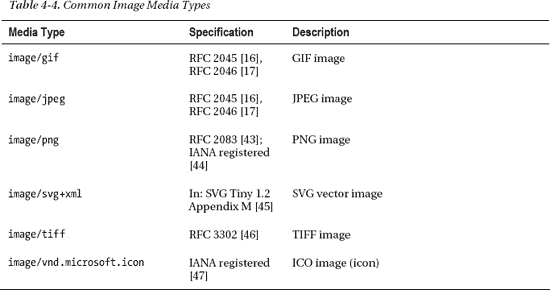 Table 4-4. Common Image Media Types
Media Type Specification Description
image/gif RFC 2045 [16], GIF image
RFC 2046 [17]
image/jpeg RFC 2045 [16], JPEG image
RFC 2046 [17]
image/png RFC 2083 [43]; PNG image
IANA registered
[44]
image/svg+xml In: SVG Tiny 1.2 SVG vector image
Appendix M [45]
image/tiff RFC 3302 [46] TIFF image
image/vnd.microsoft.icon IANA registered ICO image (icon)
[47]